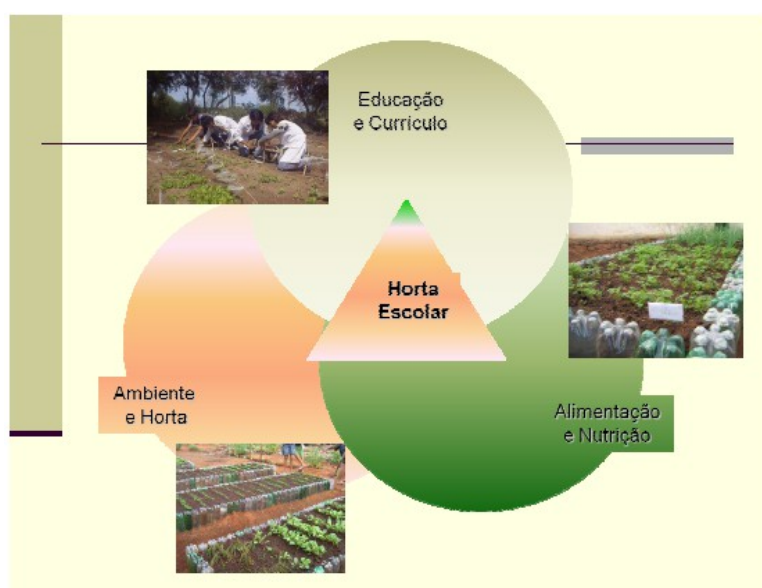 Educação
e Currículo
Horta
Escolar
Ambiente
e Horta
Alimentação
e Nutrição